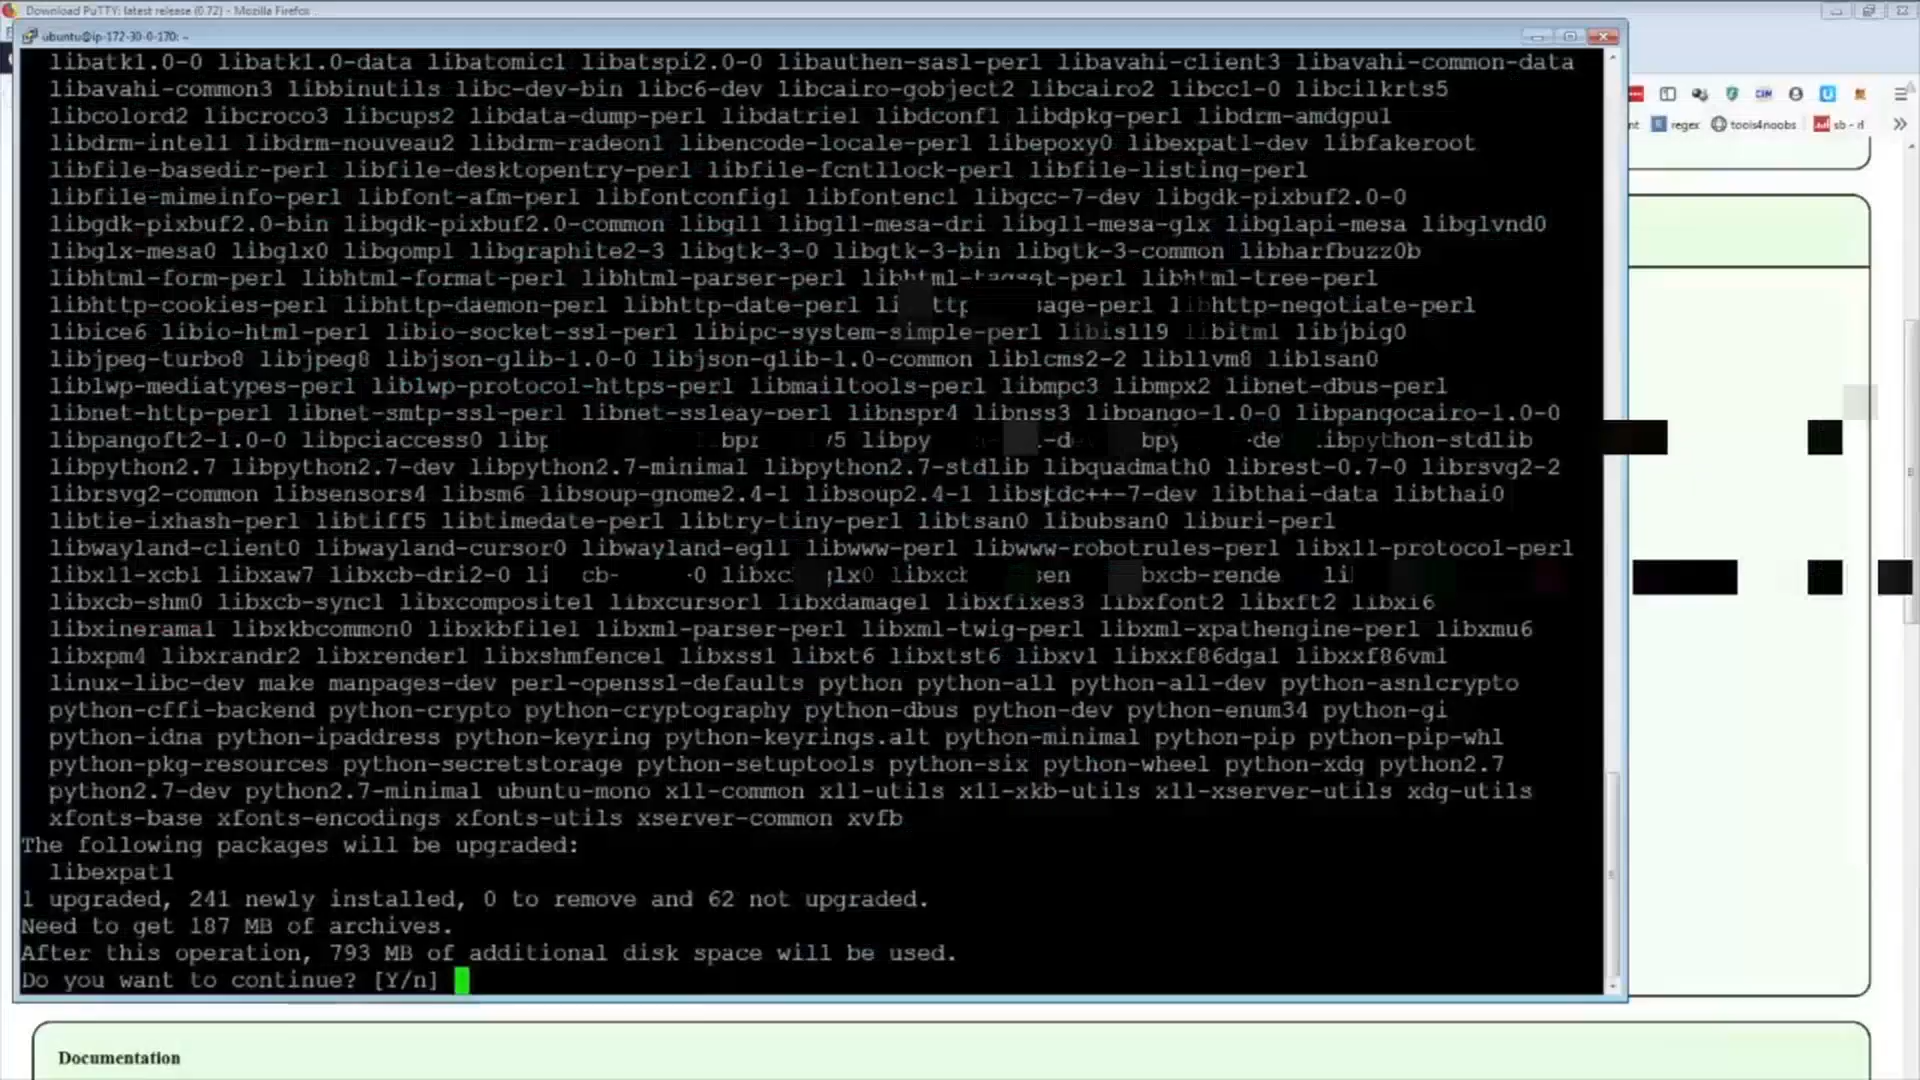 Download PuTTY: latest release (0.72) - Mozilla Firefox
ubuntu@ip-172-30-0-170: ~
libatk1.0-0 libatk1.0-data libatomic1 libatspi2.0-0 libauthen-sasl-perl libavahi-client3 libavahi-common-data
libavahi-common3 libbinutils libc-dev-bin libc6-dev libcairo-gobject2 libcairo2 libcc1-0 libcilkrts5
libcolord2 libcroco3 libcups2 libdata-dump-perl libdatrie1 libdconf1 libdpkg-perl libdrm-amdgpu1
libdrm-intel1 libdrm-nouveau2 libdrm-radeon1 libencode-locale-perl libepoxy0 libexpat1-dev libfakeroot
libfile-basedir-perl libfile-desktopentry-perl libfile-fcntllock-perl libfile-listing-perl
libfile-mimeinfo-perl libfont-afm-perl libfontconfig1 libfontenc1 libgcc-7-dev libgdk-pixbuf2.0-0
libgdk-pixbuf2.0-bin libgdk-pixbuf2.0-common libgl1 libgl1-mesa-dri libgl1-mesa-glx libglapi-mesa libglvnd0
libglx-mesa0 libglx0 libgomp1 libgraphite2-3 libgtk-3-0 libgtk-3-bin libgtk-3-common libharfbuzz0b
libhtml-form-perl libhtml-format-perl libhtml-parser-perl libhtml-tagset-perl libhtml-tree-perl
libhttp-cookies-perl libhttp-daemon-perl libhttp-date-perl sage-perl libhttp-negotiate-perl
libice6 libio-html-perl libio-socket-ssl-perl libipc-system-simple-perl libisl19 libitm1 libjbig0
libjpeg-turbo8 libjpeg8 libjson-glib-1.0-0 libjson-glib-1.0-common liblcms2-2 libllvm8 liblsan0
liblwp-mediatypes-perl liblwp-protocol-https-perl libmailtools-perl libmpc3 libmpx2 libnet-dbus-perl
libnet-http-perl libnet-smtp-ssl-perl libnet-ssleay-perl libnspr4 libnss3 libpango-1.0-0 libpangocairo-1.0-0
libpangoft2-1.0-0 libpciaccess0 libpython-stdlib
libpython2.7 libpython2.7-dev libpython2.7-minimal libpython2.7-stdlib libquadmath0 librest-0.7-0 librsvg2-2
librsvg2-common libsensors4 libsm6 libsoup-gnome2.4-1 libsoup2.4-1 libstdc++-7-dev libthai-data libthai0
libtie-ixhash-perl libtiff5 libtimedate-perl libtry-tiny-perl libtsan0 libubsan0 liburi-perl
libwayland-client0 libwayland-cursor0 libwayland-egl1 libwww-perl libwww-robotrules-perl libx11-protocol-perl
libx11-xcb1 libxaw7 libxcb-dri2-0
libxcb-shm0 libxcb-sync1 libxcomposite1 libxcursor1 libxdamage1 libxfixes3 libxfont2 libxft2 libxi6
libxinerama1 libxkbcommon0 libxkbfile1 libxml-parser-perl libxml-twig-perl libxml-xpathengine-perl libxmu6
libxpm4 libxrandr2 libxrender1 libxshmfence1 libxss1 libxt6 libxtst6 libxv1 libxxf86dga1 libxxf86vm1
linux-libc-dev make manpages-dev perl-openssl-defaults python python-all python-all-dev python-asn1crypto
python-cffi-backend python-crypto python-cryptography python-dbus python-dev python-enum34 python-gi
python-idna python-ipaddress python-keyring python-keyrings.alt python-minimal python-pip python-pip-whl
python-pkg-resources python-secretstorage python-setuptools python-six python-wheel python-xdg python2.7
python2.7-dev python2.7-minimal ubuntu-mono x11-common x11-utils x11-xkb-utils x11-xserver-utils xdg-utils
xfonts-base xfonts-encodings xfonts-utils xserver-common xvfb
The following packages will be upgraded:
libexpat1
1 upgraded, 241 newly installed, 0 to remove and 62 not upgraded.
Need to get 187 MB of archives.
After this operation, 793 MB of additional disk space will be used.
Do you want to continue? [Y/n]
regex tools4noobs
Documentation